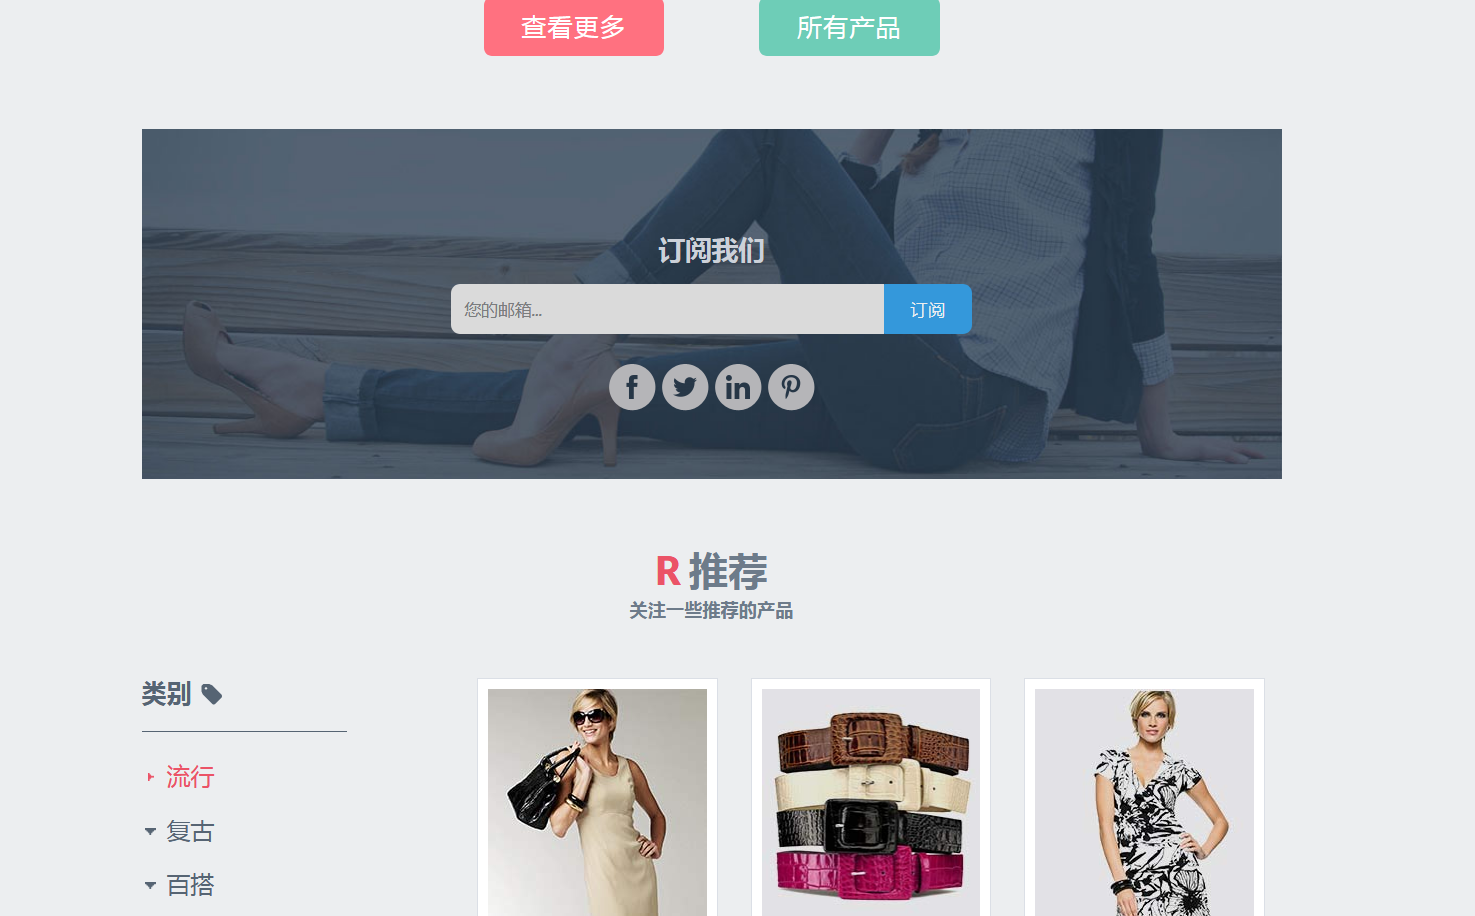 查看更多
所有产品
订阅我们
您的邮箱...
订阅
R 推荐
关注一些推荐的产品
类别
流行
复古
百搭